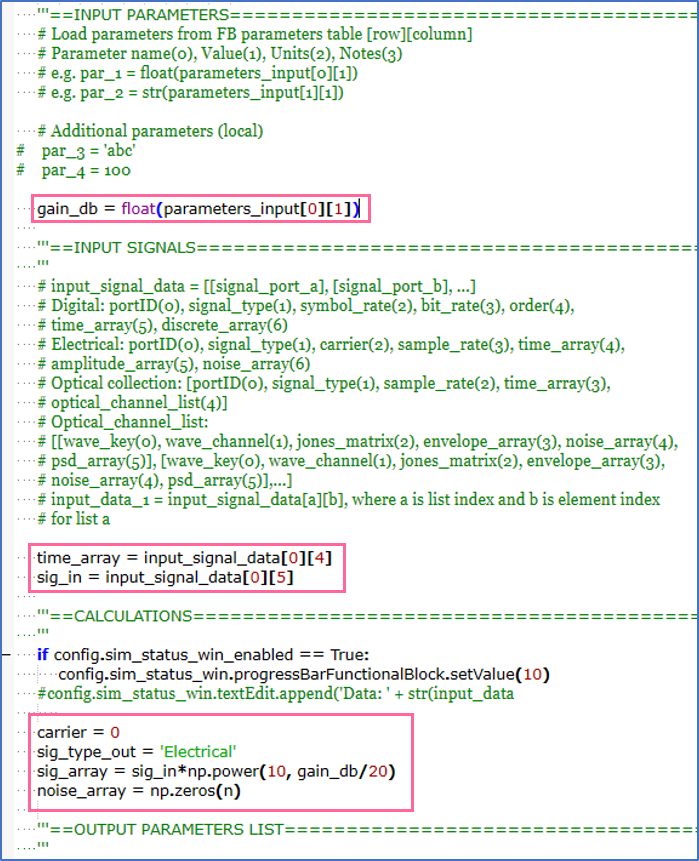 '''==INPUT PARAMETERS==================================================
# Load parameters from FB parameters table [row][column]
# Parameter name(0), Value(1), Units(2), Notes(3)
# e.g. par_1 = float(parameters_input[0][1])
# e.g. par_2 = str(parameters_input[1][1])
# Additional parameters (local)
#    par_3 = 'abc'
#    par_4 = 100
gain_db = float(parameters_input[0][1])
'''==INPUT SIGNALS==================================================
'''
# input_signal_data = [[signal_port_a], [signal_port_b], ...]
# Digital: portID(0), signal_type(1), symbol_rate(2), bit_rate(3), order(4),
# time_array(5), discrete_array(6)
# Electrical: portID(0), signal_type(1), carrier(2), sample_rate(3), time_array(4),
# amplitude_array(5), noise_array(6)
# Optical collection: [portID(0), signal_type(1), sample_rate(2), time_array(3),
# optical_channel_list(4)]
# Optical_channel_list:
# [[wave_key(0), wave_channel(1), jones_matrix(2), envelope_array(3), noise_array(4),
# psd_array(5)], [wave_key(0), wave_channel(1), jones_matrix(2), envelope_array(3),
# noise_array(4), psd_array(5)],...]
# input_data_1 = input_signal_data[a][b], where a is list index and b is element index
# for list a
time_array = input_signal_data[0][4]
sig_in = input_signal_data[0][5]
'''==CALCULATIONS==================================================
'''
if config.sim_status_win_enabled == True:
config.sim_status_win.progressBarFunctionalBlock.setValue(10)
#config.sim_status_win.textEdit.append('Data: ' + str(input_data
carrier = 0
sig_type_out = 'Electrical'
sig_array = sig_in*np.power(10, gain_db/20)
noise_array = np.zeros(n)
'''==OUTPUT PARAMETERS LIST==========================================
'''